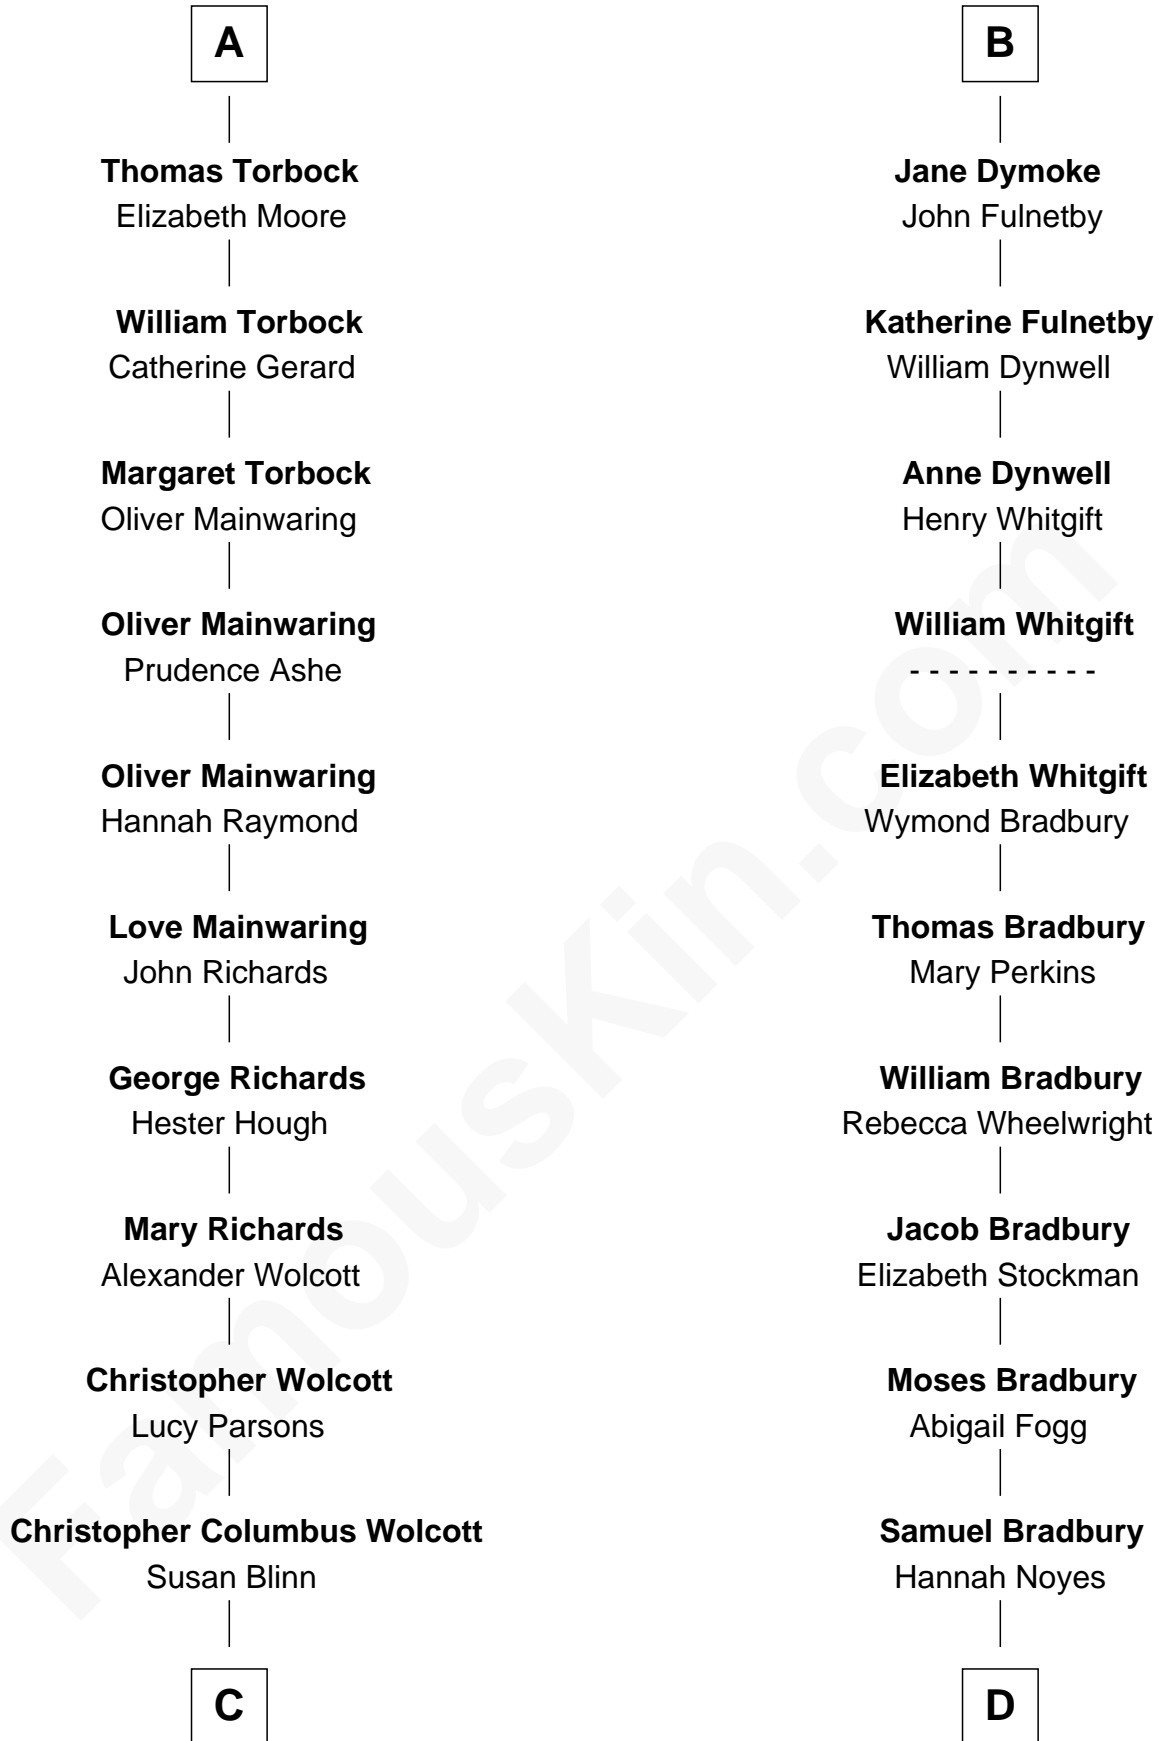 A
Thomas Torbock
Elizabeth Moore
William Torbock
Catherine Gerard
Margaret Torbock
Oliver Mainwaring
Oliver Mainwaring
Prudence Ashe
Oliver Mainwaring
Hannah Raymond
Love Mainwaring
John Richards
George Richards
Hester Hough
Mary Richards
Alexander Wolcott
Christopher Wolcott
Lucy Parsons
Christopher Columbus Wolcott
Susan Blinn
C
B
Jane Dymoke
John Fulnetby
Katherine Fulnetby
William Dynwell
Anne Dynwell
Henry Whitgift
William Whitgift
- - - - - - - - - -
Elizabeth Whitgift
Wymond Bradbury
Thomas Bradbury
Mary Perkins
William Bradbury
Rebecca Wheelwright
Jacob Bradbury
Elizabeth Stockman
Moses Bradbury
Abigail Fogg
Samuel Bradbury
Hannah Noyes
D
FamousKin.com